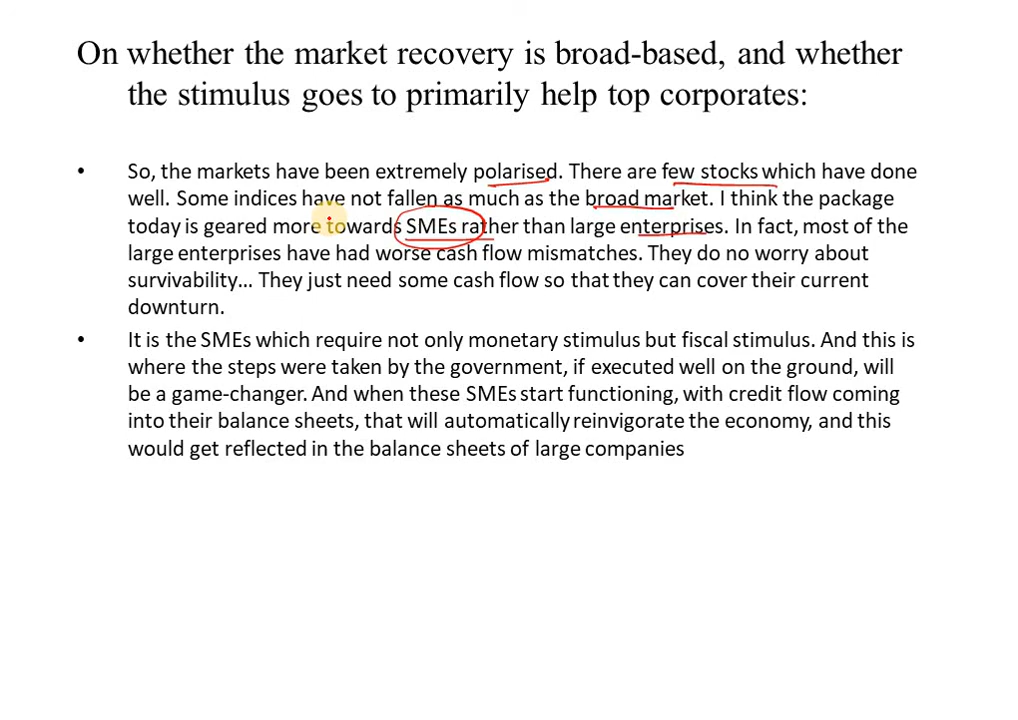 On whether the market recovery is broad-based, and whether
the stimulus goes to primarily help top corporates:
• So, the markets have been extremely polarised. There are few stocks which have done
well. Some indices have not fallen as much as the broad market. I think the package
today is geared more towards SMEs rather than large enterprises. In fact, most of the
large enterprises have had worse cash flow mismatches. They do no worry about
survivability... They just need some cash flow so that they can cover their current
downturn.
• It is the SMEs which require not only monetary stimulus but fiscal stimulus. And this is
where the steps were taken by the government, if executed well on the ground, will
be a game-changer. And when these SMEs start functioning, with credit flow coming
into their balance sheets, that will automatically reinvigorate the economy, and this
would get reflected in the balance sheets of large companies